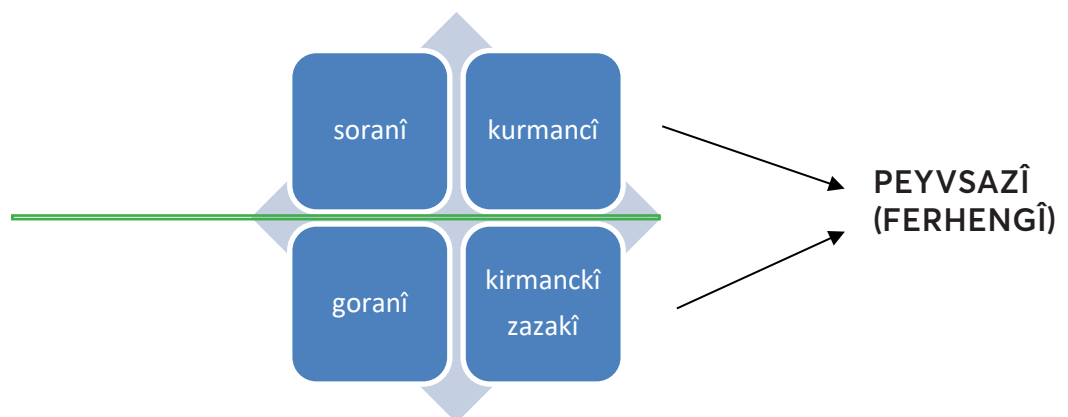 soranî
kurmancî
PEYVSAZÎ
(FERHENGÎ)
goranî
kirmanckî
zazakî